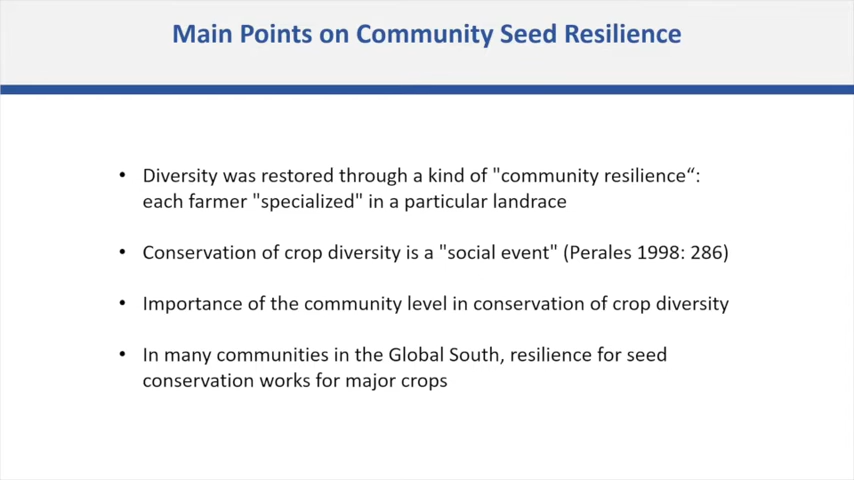 Main Points on Community Seed Resilience
• Diversity was restored through a kind of "community resilience“:
each farmer "specialized" in a particular landrace
• Conservation of crop diversity is a "social event" (Perales 1998: 286)
• Importance of the community level in conservation of crop diversity
• In many communities in the Global South, resilience for seed
conservation works for major crops